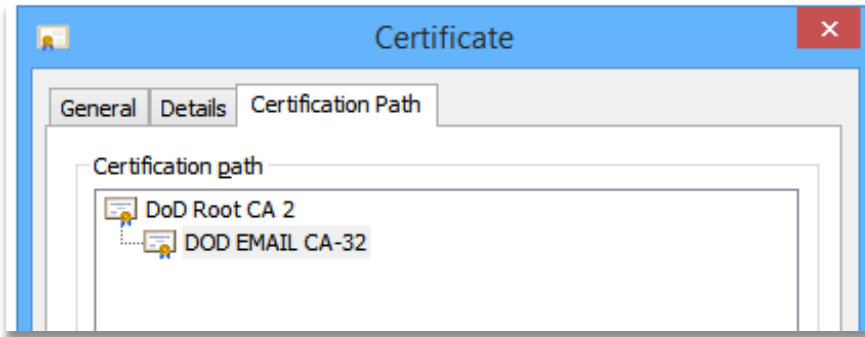 Certificate
General Details Certification Path
Certification path
DoD Root CA 2
DOD EMAIL CA-32